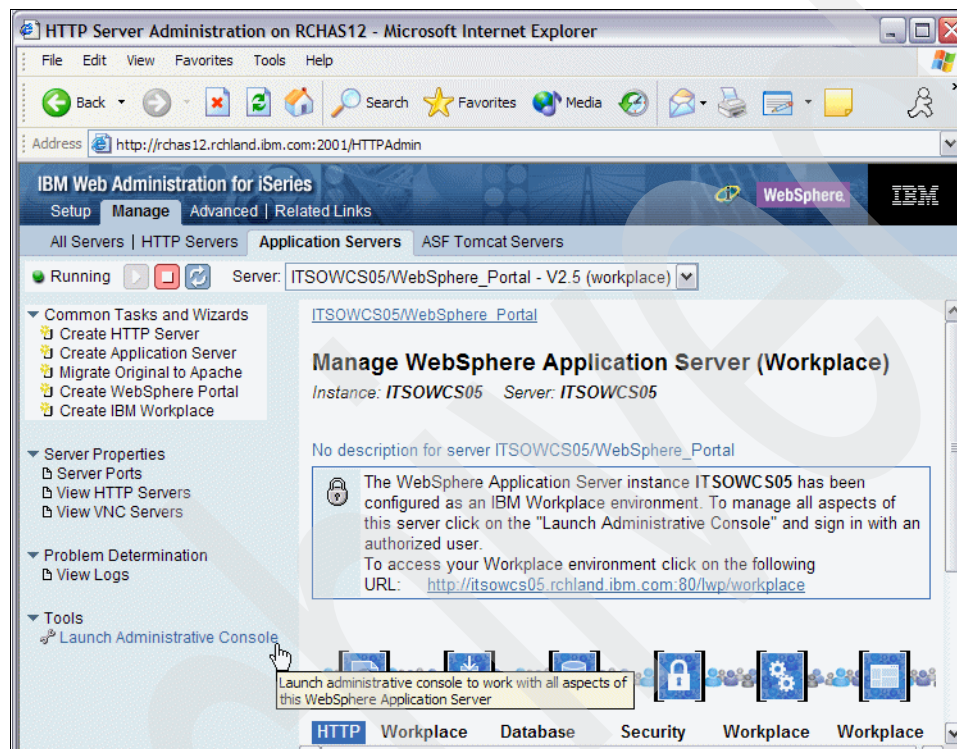 HTTP Server Administration on RCHAS12 - Microsoft Internet Explorer
File Edit View Favorites Tools Help
Back Search Favorites Media
Address http://rchas12.rchland.ibm.com:2001/HTTPAdmin
IBM Web Administration for iSeries
WebSphere. IBM
Setup Manage Advanced | Related Links
All Servers | HTTP Servers Application Servers ASF Tomcat Servers
Running Server: ITSOWCS05/WebSphere_Portal - V2.5 (workplace)
Common Tasks and Wizards
Create HTTP Server
Create Application Server
Migrate Original to Apache
Create WebSphere Portal
Create IBM Workplace
Server Properties
Server Ports
View HTTP Servers
View VNC Servers
Problem Determination
View Logs
Tools
Launch Administrative Console
ITSOWCS05/WebSphere_Portal
Manage WebSphere Application Server (Workplace)
Instance: ITSOWCS05 Server: ITSOWCS05
No description for server ITSOWCS05/WebSphere_Portal
The WebSphere Application Server instance ITSOWCS05 has been
configured as an IBM Workplace environment. To manage all aspects of
this server click on the "Launch Administrative Console" and sign in with an
authorized user.
To access your Workplace environment click on the following
URL: http://itsowcs05.rchland.ibm.com:80/lwp/workplace
Launch administrative console to work with all aspects of
this WebSphere Application Server
HTTP Workplace Database Security Workplace Workplace